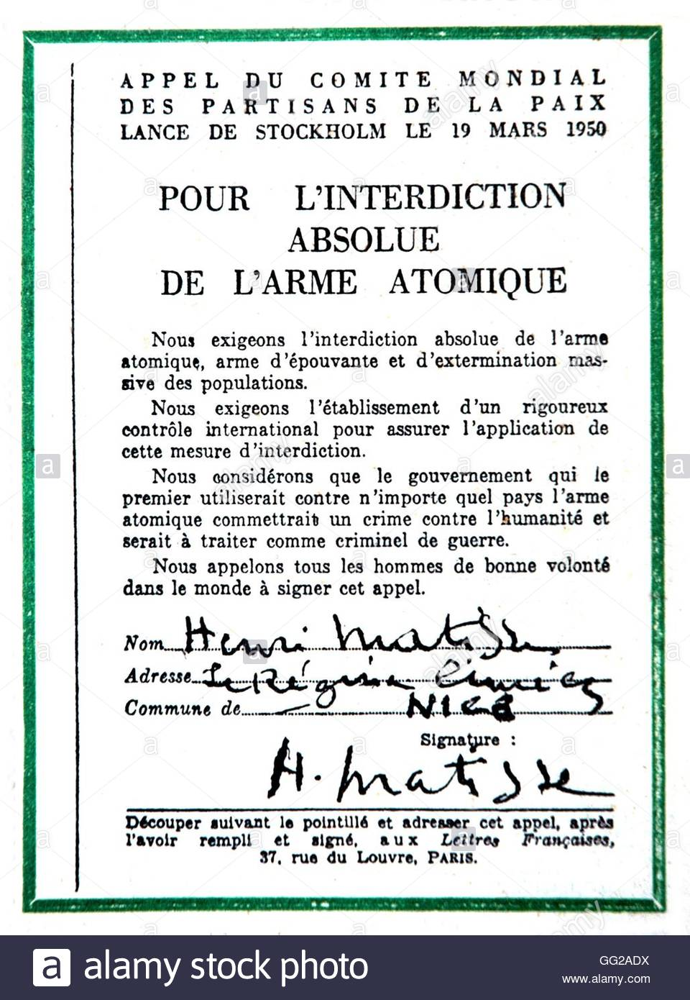 APPEL DU COMITE MONDIAL
DES PARTISANS DE LA PAIX
LANCE DE STOCKHOLM LE 19 MARS 1950
POUR L'INTERDICTION
ABSOLUE
DE L'ARME ATOMIQUE
Nous exigeons l'interdiction absolue de l'arme
atomique, arme d'épouvante et d'extermination mas-
sive des populations.
Nous exigeons l'établissement d'un rigoureux
contrôle international pour assurer l'application de
cette mesure d'interdiction.
Nous considérons que le gouvernement qui le
premier utiliserait contre n'importe quel pays l'arme
atomique commettrait un crime contre l'humanité et
serait à traiter comme criminel de guerre.
Nous appelons tous les hommes de bonne volonté
dans le monde à signer cet appel.
Nom Henri Matisse
Adresse Le Régina Cimiez
Commune de NICE
Signature :
H. Matisse
Découper suivant le pointillé et adresser cet appel, après
l'avoir rempli et signé, aux Lettres Françaises,
37, rue du Louvre, PARIS.
a alamy stock photo
GG2ADX
www.alamy.com